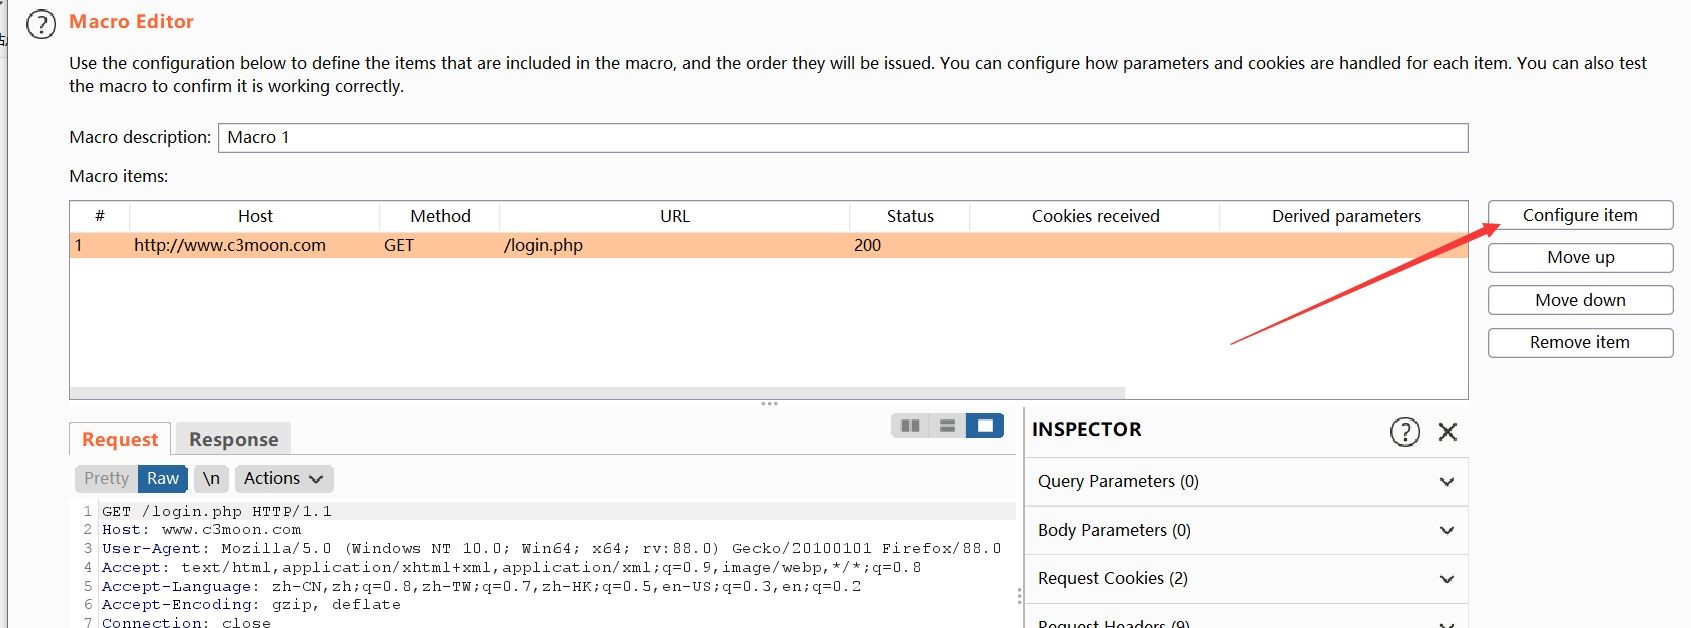 Macro Editor
Use the configuration below to define the items that are included in the macro, and the order they will be issued. You can configure how parameters and cookies are handled for each item. You can also test
the macro to confirm it is working correctly.
Macro description: Macro 1
Macro items:
# Host Method URL Status Cookies received Derived parameters
1 http://www.c3moon.com GET /login.php 200
Configure item
Move up
Move down
Remove item
Request Response
Pretty Raw \n Actions
1 GET /login.php HTTP/1.1
2 Host: www.c3moon.com
3 User-Agent: Mozilla/5.0 (Windows NT 10.0; Win64; x64; rv:88.0) Gecko/20100101 Firefox/88.0
4 Accept: text/html,application/xhtml+xml,application/xml;q=0.9,image/webp,*/*;q=0.8
5 Accept-Language: zh-CN,zh;q=0.8,zh-TW;q=0.7,zh-HK;q=0.5,en-US;q=0.3,en;q=0.2
6 Accept-Encoding: gzip, deflate
7 Connection: close
INSPECTOR
Query Parameters (0)
Body Parameters (0)
Request Cookies (2)
Request Headers (9)